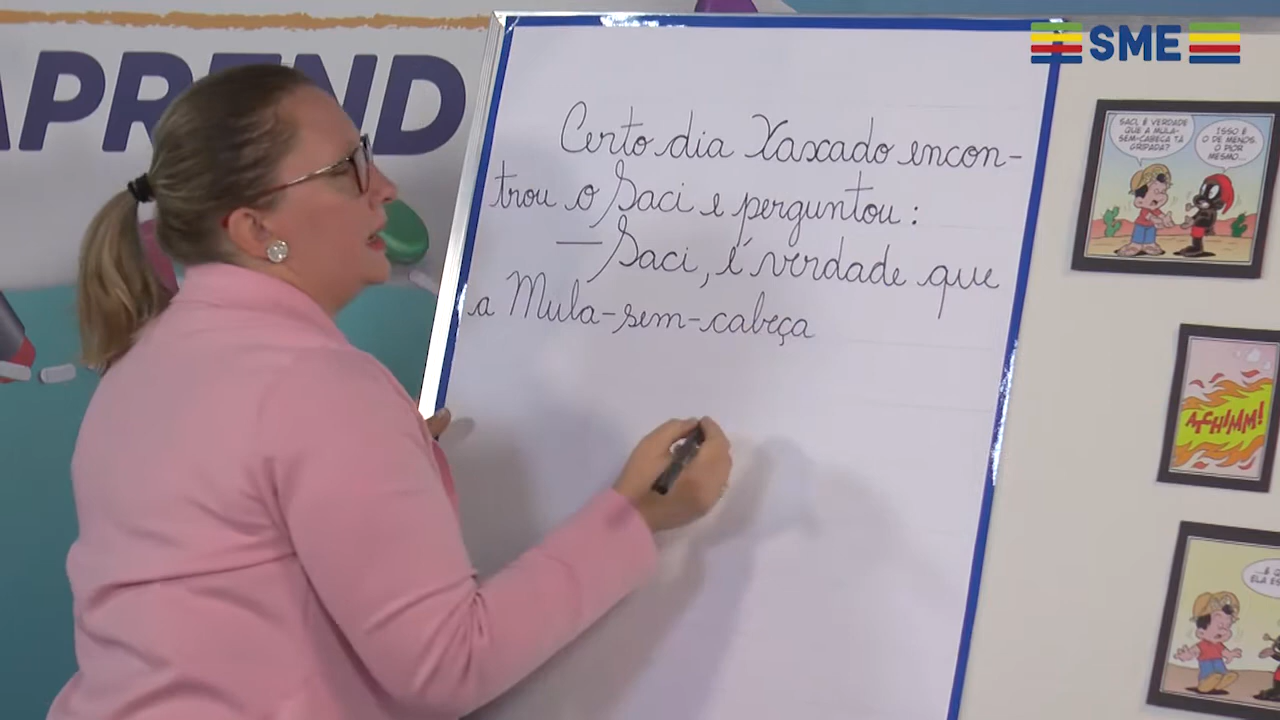 APREND
SME
Certo dia Xaxado encon-
trou o Saci e perguntou:
— Saci, é verdade que
a Mula-sem-cabeça
SACI, É VERDADE
QUE A MULA-
SEM-CABEÇA TÁ
GRIPADA?
ISSO É
O DE MENOS.
O PIOR
MESMO...
ATCHIMM!
ELA